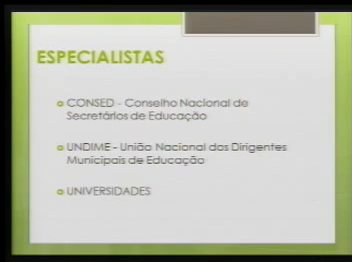 ESPECIALISTAS
CONSED - Conselho Nacional de
Secretários de Educação
UNDIME - União Nacional dos Dirigentes
Municipais de Educação
UNIVERSIDADES